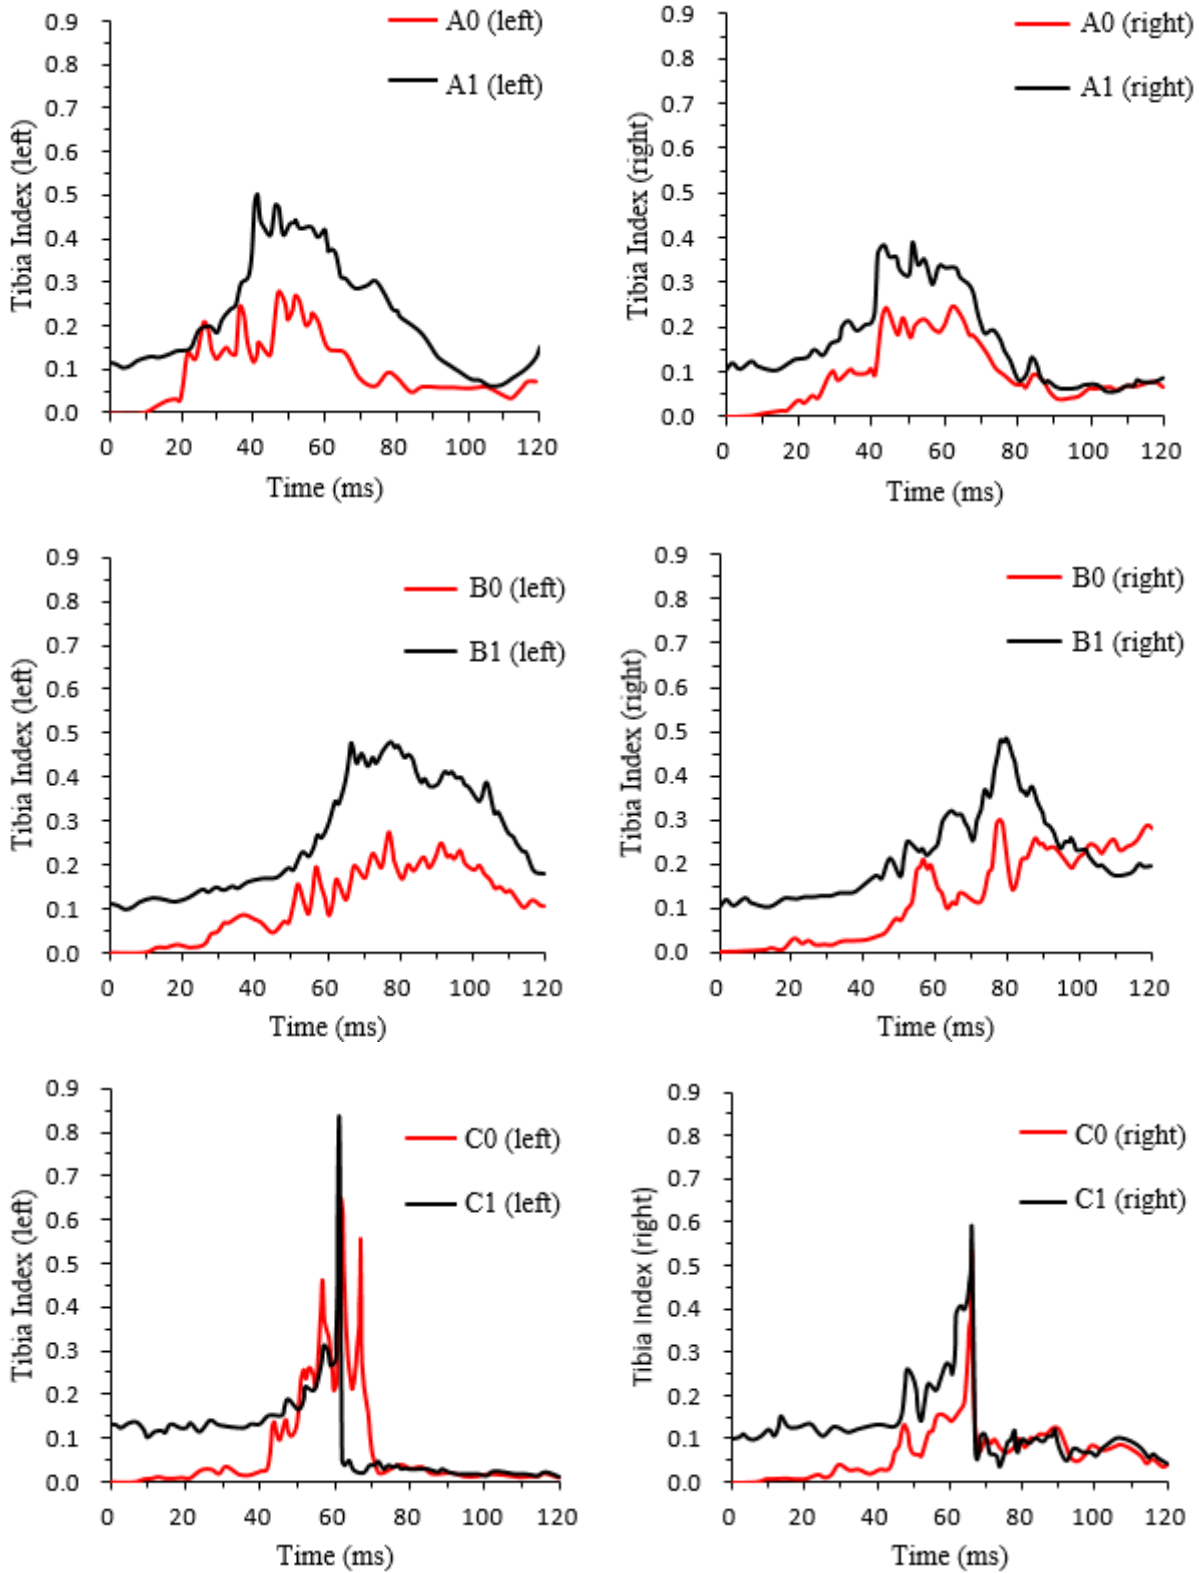 0.9
0.8
0.7
0.6
0.5
0.4
0.3
0.2
0.1
0.0
Tibia Index (left)
A0 (left)
A1 (left)
0 20 40 60 80 100 120
Time (ms)
0.9
0.8
0.7
0.6
0.5
0.4
0.3
0.2
0.1
0.0
Tibia Index (right)
A0 (right)
A1 (right)
0 20 40 60 80 100 120
Time (ms)
0.9
0.8
0.7
0.6
0.5
0.4
0.3
0.2
0.1
0.0
Tibia Index (left)
B0 (left)
B1 (left)
0 20 40 60 80 100 120
Time (ms)
0.9
0.8
0.7
0.6
0.5
0.4
0.3
0.2
0.1
0.0
Tibia Index (right)
B0 (right)
B1 (right)
0 20 40 60 80 100 120
Time (ms)
0.9
0.8
0.7
0.6
0.5
0.4
0.3
0.2
0.1
0.0
Tibia Index (left)
C0 (left)
C1 (left)
0 20 40 60 80 100 120
Time (ms)
0.9
0.8
0.7
0.6
0.5
0.4
0.3
0.2
0.1
0.0
Tibia Index (right)
C0 (right)
C1 (right)
0 20 40 60 80 100 120
Time (ms)